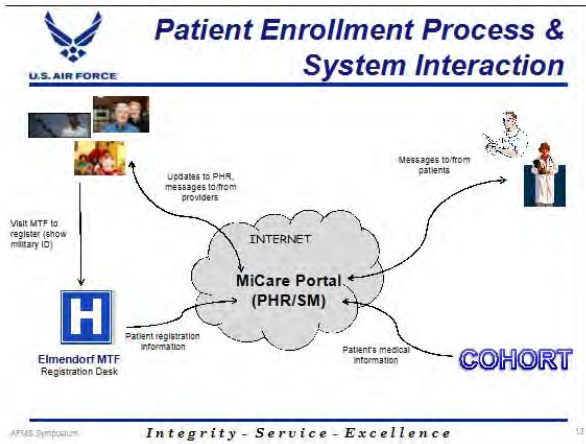 Patient Enrollment Process &
System Interaction
U.S. AIR FORCE
Updates to PHR,
messages to/from
providers
Messages to/from
patients
Visit MTF to
register (show
military ID)
INTERNET
MiCare Portal
(PHR/SM)
H
Elmendorf MTF
Registration Desk
Patient registration
information
Patient's medical
information
COHORT
AFMS Symposium
Integrity - Service - Excellence
13